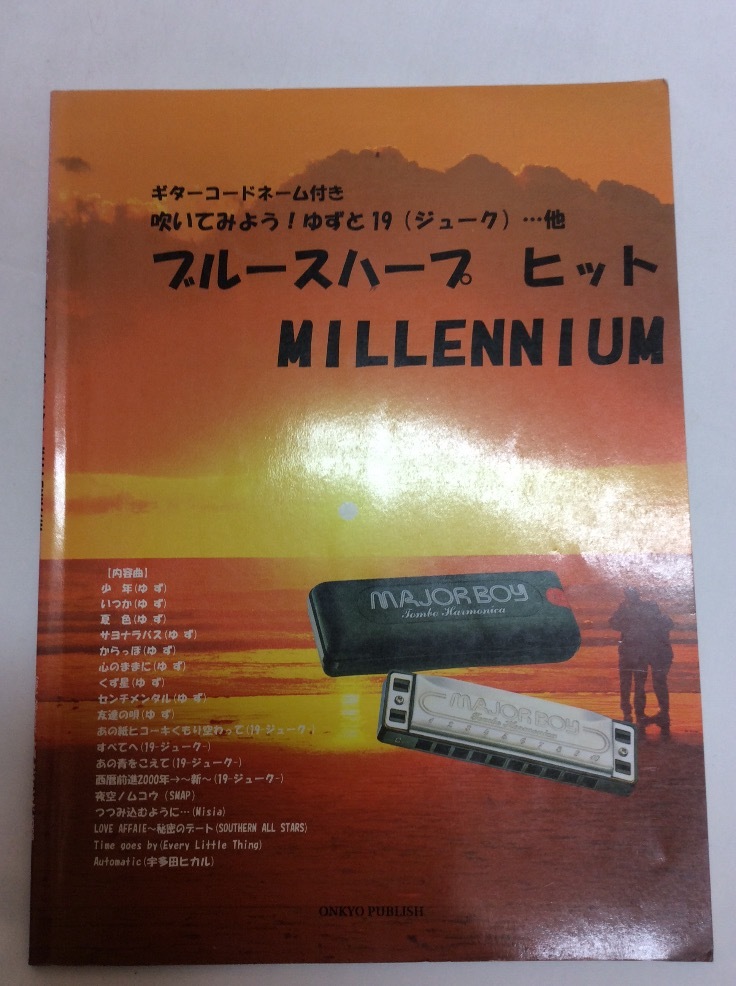 ギターコードネーム付き
吹いてみよう！ゆずと19（ジューク）…他
ブルースハープ ヒット
MILLENNIUM
【内容曲】
少 年(ゆ ず)
いつか(ゆ ず)
夏 色(ゆ ず)
サヨナラバス(ゆ ず)
からっぽ(ゆ ず)
心のままに(ゆ ず)
くず星(ゆ ず)
センチメンタル(ゆ ず)
友達の唄(ゆ ず)
あの紙ヒコーキくもり空わって(19-ジューク-)
すべてへ(19-ジューク-)
あの青をこえて(19-ジューク-)
西暦前進2000年→～新～(19-ジューク-)
夜空ノムコウ (SMAP)
つつみ込むように…(Misia)
LOVE AFFAIE～秘密のデート(SOUTHERN ALL STARS)
Time goes by(Every Little Thing)
Automatic(宇多田ヒカル)
MAJOR BOY
Tombo Harmonica
MAJOR BOY
Tombo Harmonica
ONKYO PUBLISH